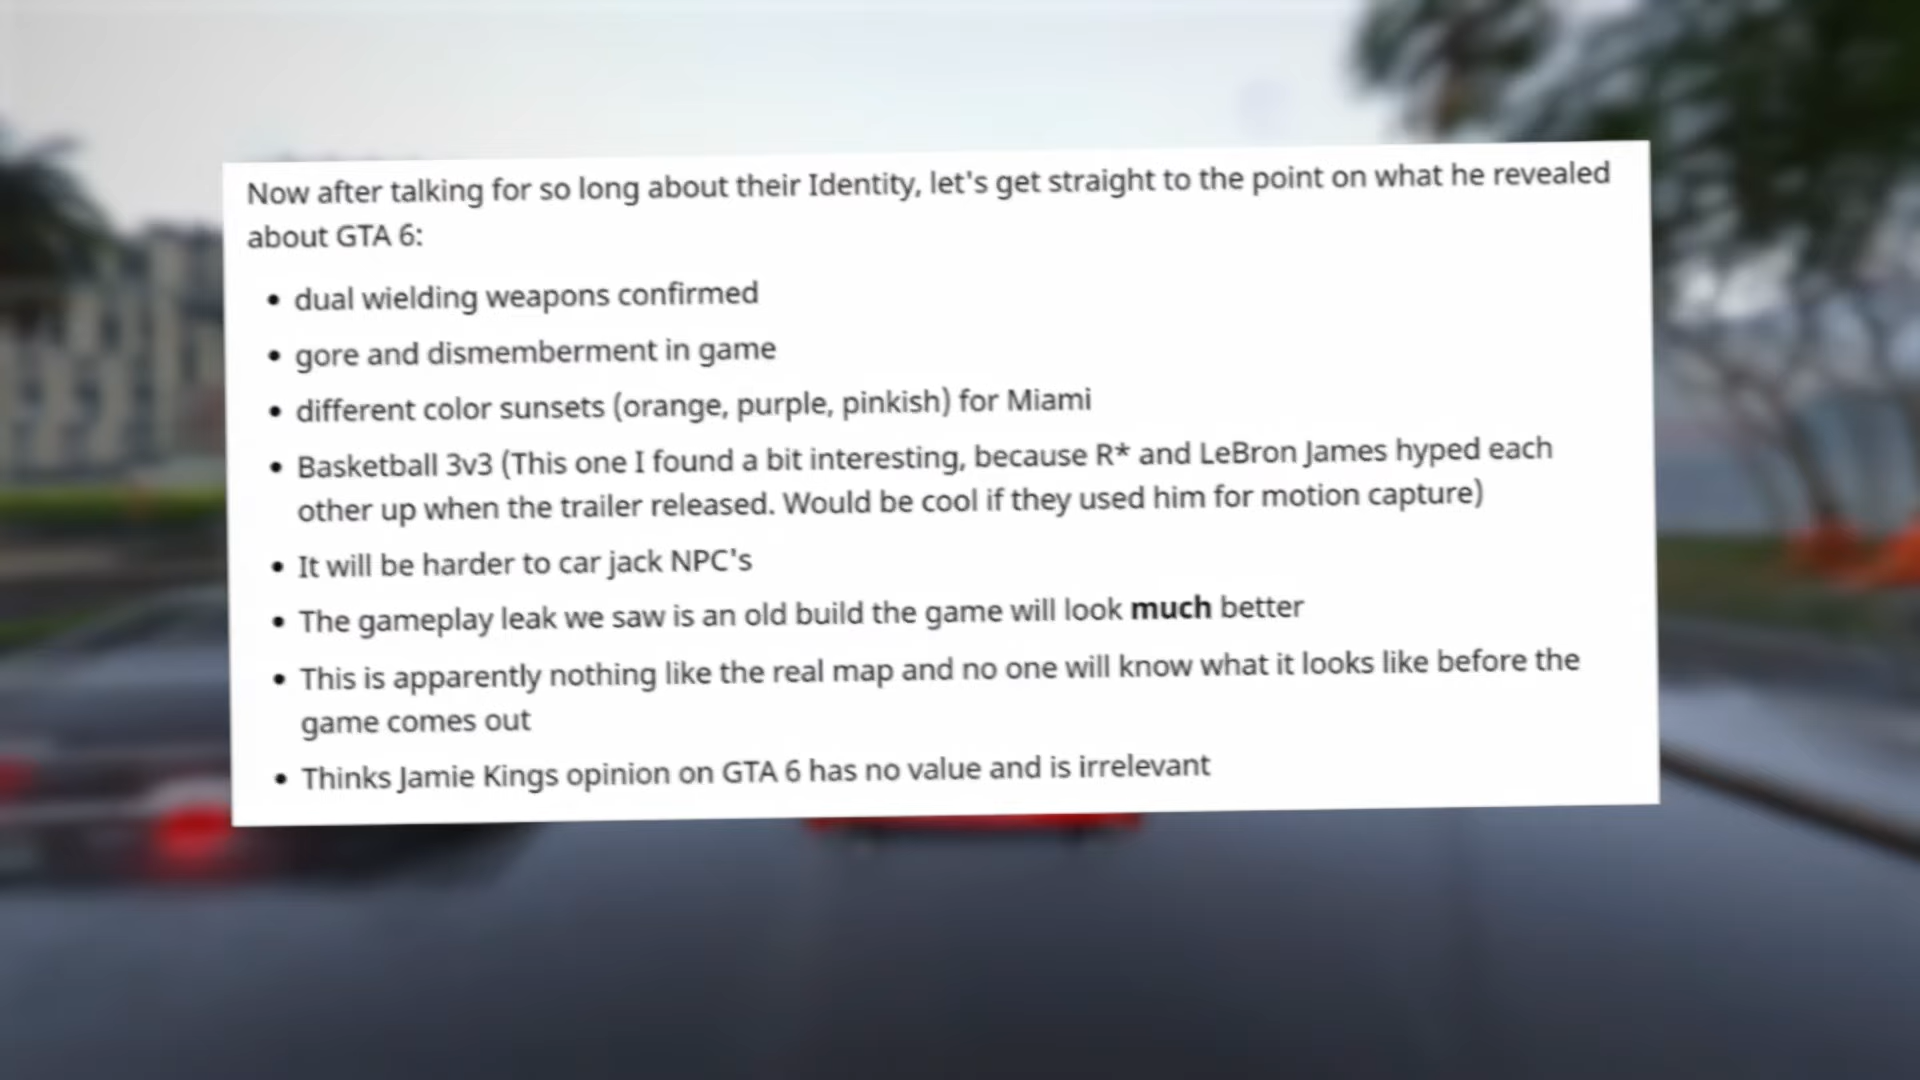 Now after talking for so long about their Identity, let's get straight to the point on what he revealed
about GTA 6:
• dual wielding weapons confirmed
• gore and dismemberment in game
• different color sunsets (orange, purple, pinkish) for Miami
• Basketball 3v3 (This one I found a bit interesting, because R* and LeBron James hyped each
other up when the trailer released. Would be cool if they used him for motion capture)
• It will be harder to car jack NPC's
• The gameplay leak we saw is an old build the game will look much better
• This is apparently nothing like the real map and no one will know what it looks like before the
game comes out
• Thinks Jamie Kings opinion on GTA 6 has no value and is irrelevant